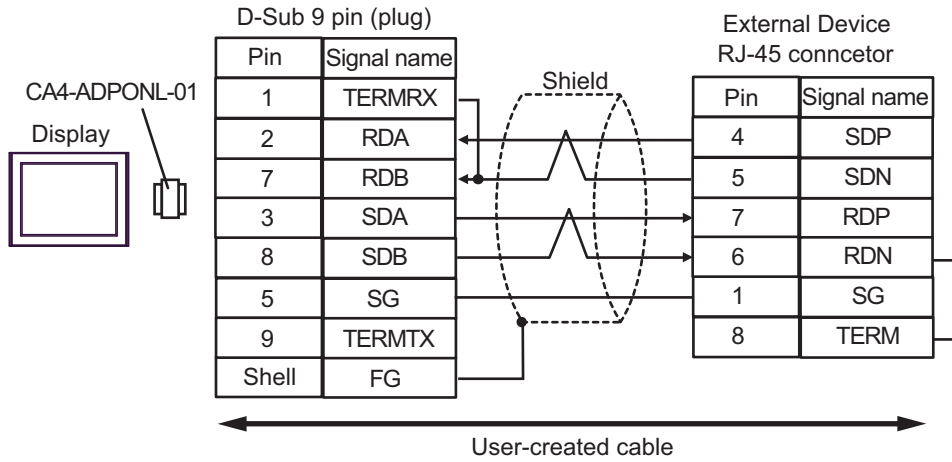 D-Sub 9 pin (plug)
External Device
RJ-45 conncetor
CA4-ADPONL-01
Display
Shield
Pin Signal name
1 TERMRX
2 RDA
7 RDB
3 SDA
8 SDB
5 SG
9 TERMTX
Shell FG
Pin Signal name
4 SDP
5 SDN
7 RDP
6 RDN
1 SG
8 TERM
User-created cable